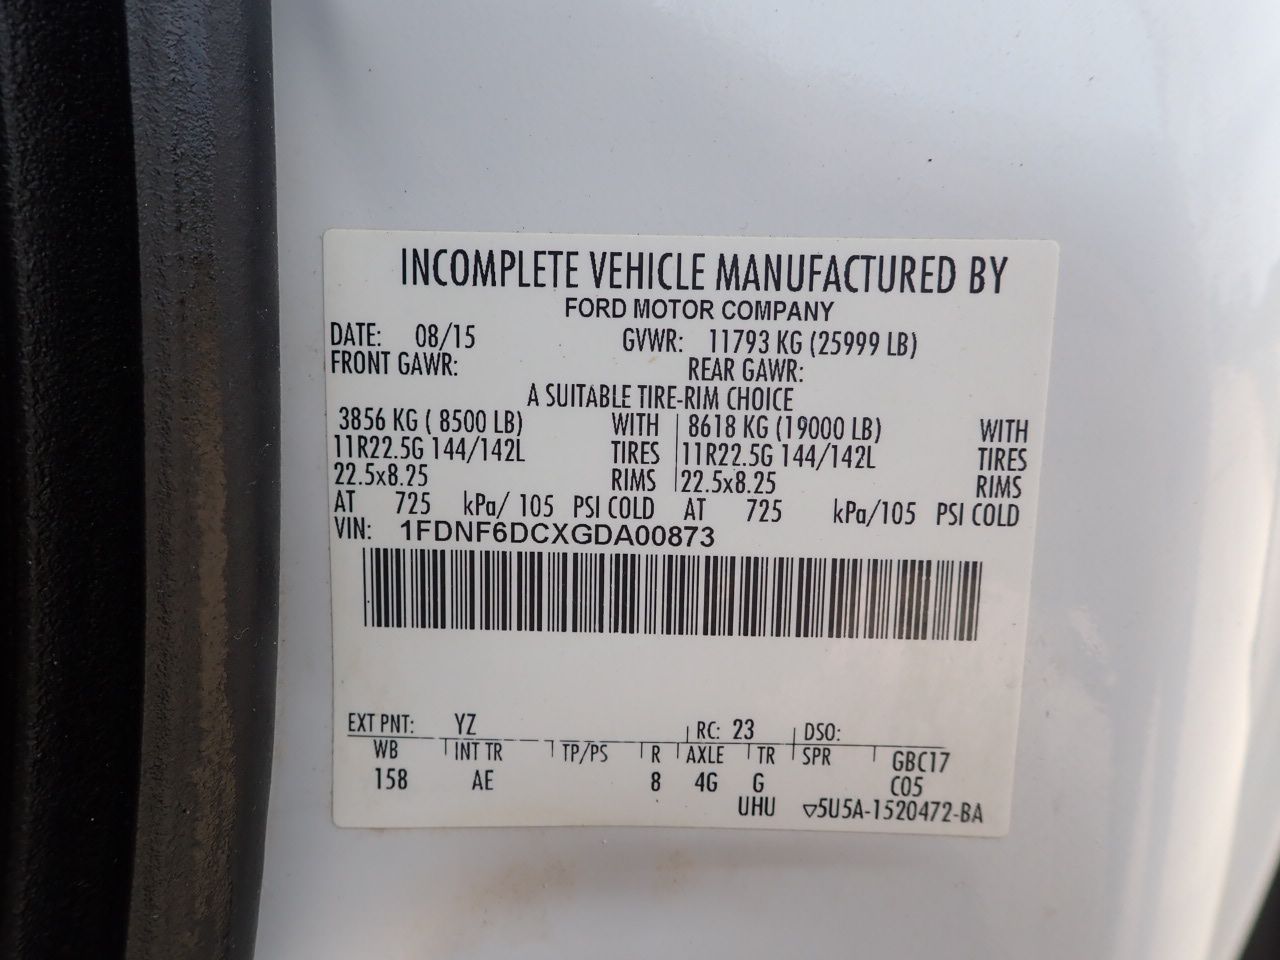 INCOMPLETE VEHICLE MANUFACTURED BY
FORD MOTOR COMPANY
DATE: 08/15 GVWR: 11793 KG (25999 LB)
FRONT GAWR: REAR GAWR:
A SUITABLE TIRE-RIM CHOICE
3856 KG ( 8500 LB) WITH 8618 KG (19000 LB) WITH
11R22.5G 144/142L TIRES 11R22.5G 144/142L TIRES
22.5x8.25 RIMS 22.5x8.25 RIMS
AT 725 kPa/ 105 PSI COLD AT 725 kPa/105 PSI COLD
VIN: 1FDNF6DCXGDA00873
EXT PNT: YZ RC: 23 DSO:
WB INT TR TP/PS R AXLE TR SPR GBC17
158 AE 8 4G G C05
UHU ▽5U5A-1520472-BA